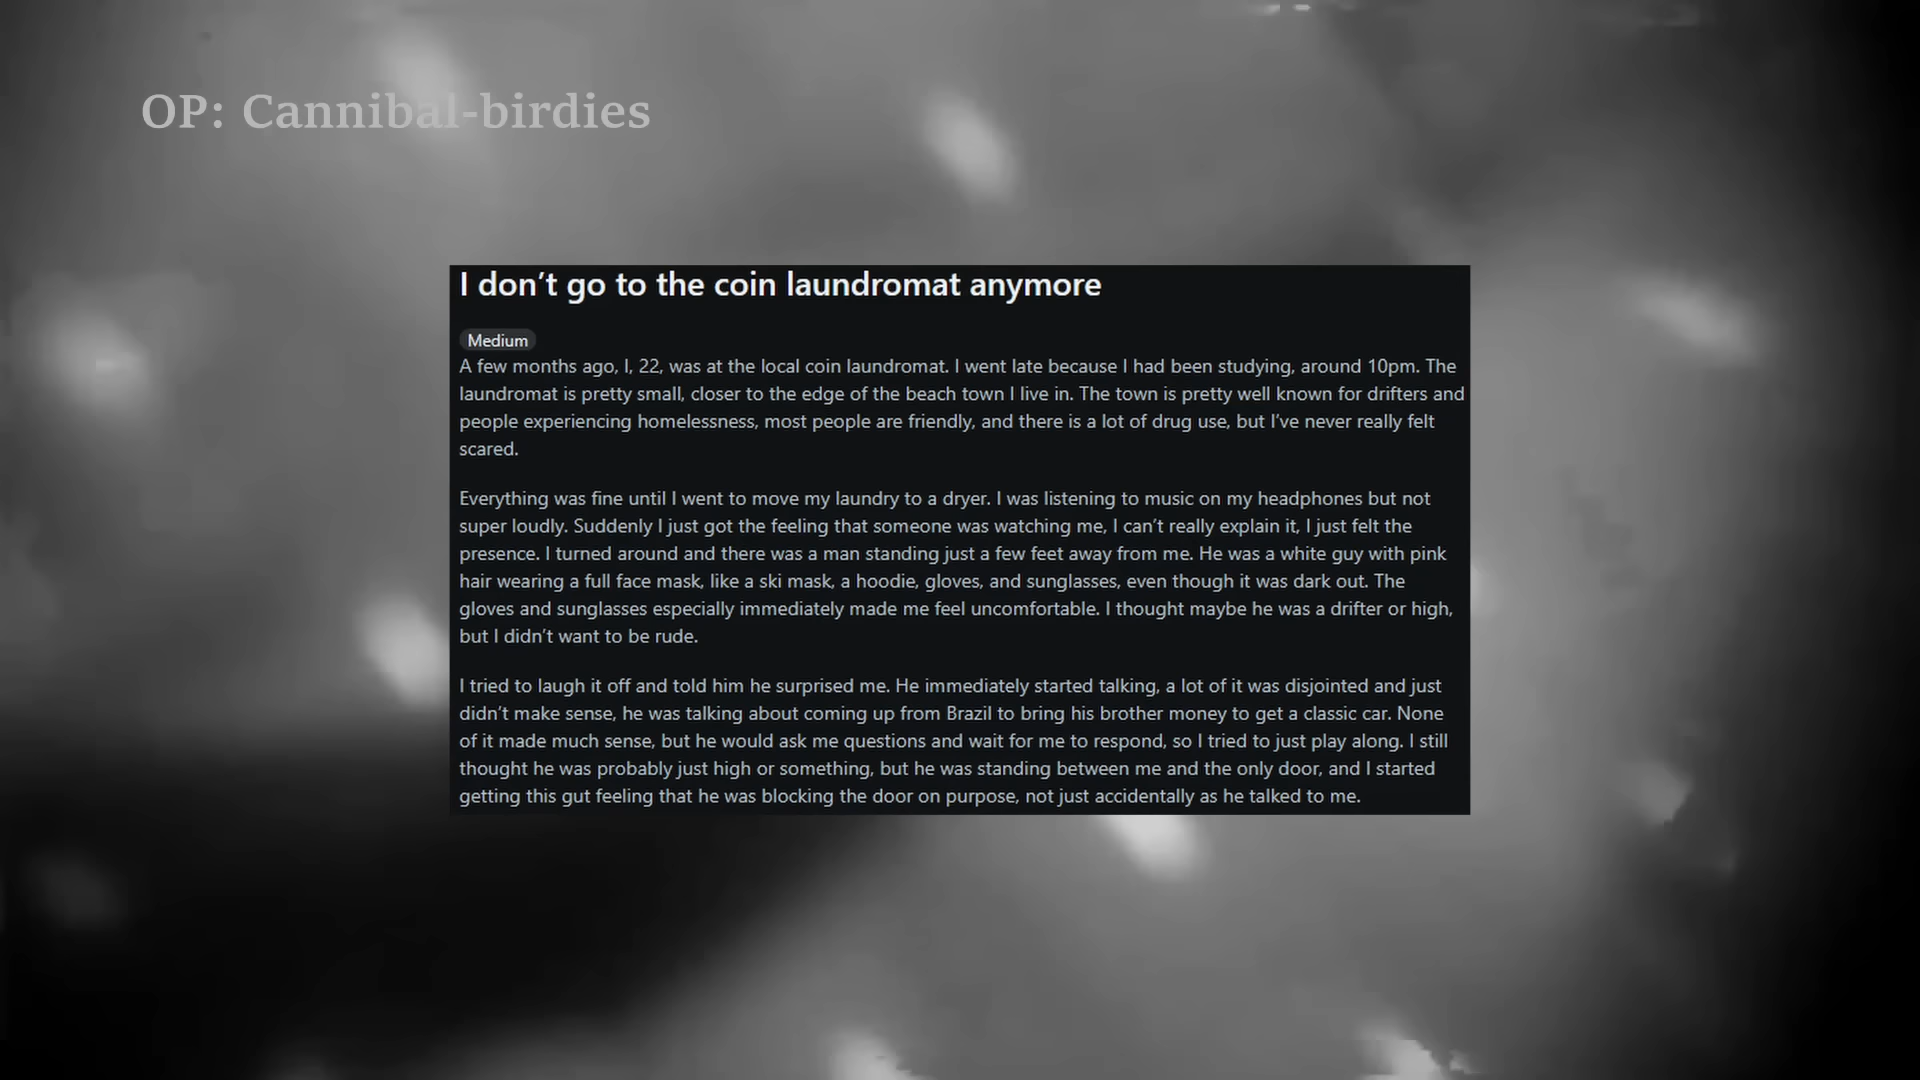 OP: Cannibal-birdies
I don’t go to the coin laundromat anymore
Medium
A few months ago, I, 22, was at the local coin laundromat. I went late because I had been studying, around 10pm. The
laundromat is pretty small, closer to the edge of the beach town I live in. The town is pretty well known for drifters and
people experiencing homelessness, most people are friendly, and there is a lot of drug use, but I’ve never really felt
scared.
Everything was fine until I went to move my laundry to a dryer. I was listening to music on my headphones but not
super loudly. Suddenly I just got the feeling that someone was watching me, I can’t really explain it, I just felt the
presence. I turned around and there was a man standing just a few feet away from me. He was a white guy with pink
hair wearing a full face mask, like a ski mask, a hoodie, gloves, and sunglasses, even though it was dark out. The
gloves and sunglasses especially immediately made me feel uncomfortable. I thought maybe he was a drifter or high,
but I didn’t want to be rude.
I tried to laugh it off and told him he surprised me. He immediately started talking, a lot of it was disjointed and just
didn’t make sense, he was talking about coming up from Brazil to bring his brother money to get a classic car. None
of it made much sense, but he would ask me questions and wait for me to respond, so I tried to just play along. I still
thought he was probably just high or something, but he was standing between me and the only door, and I started
getting this gut feeling that he was blocking the door on purpose, not just accidentally as he talked to me.